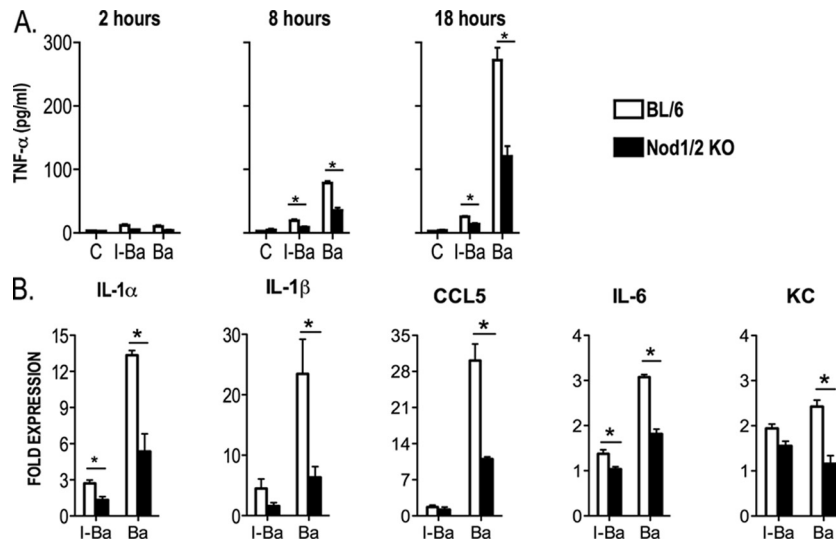 A.
2 hours
8 hours
18 hours
TNF-α (pg/ml)
300
200
100
0
C I-Ba Ba
C I-Ba Ba
C I-Ba Ba
* *
* *
BL/6
Nod1/2 KO
B.
IL-1α
IL-1β
CCL5
IL-6
KC
FOLD EXPRESSION
15
12
9
6
3
0
* *
I-Ba Ba
30
20
10
0
*
I-Ba Ba
35
28
21
14
7
0
*
I-Ba Ba
4
3
2
1
0
* *
I-Ba Ba
4
3
2
1
0
*
I-Ba Ba